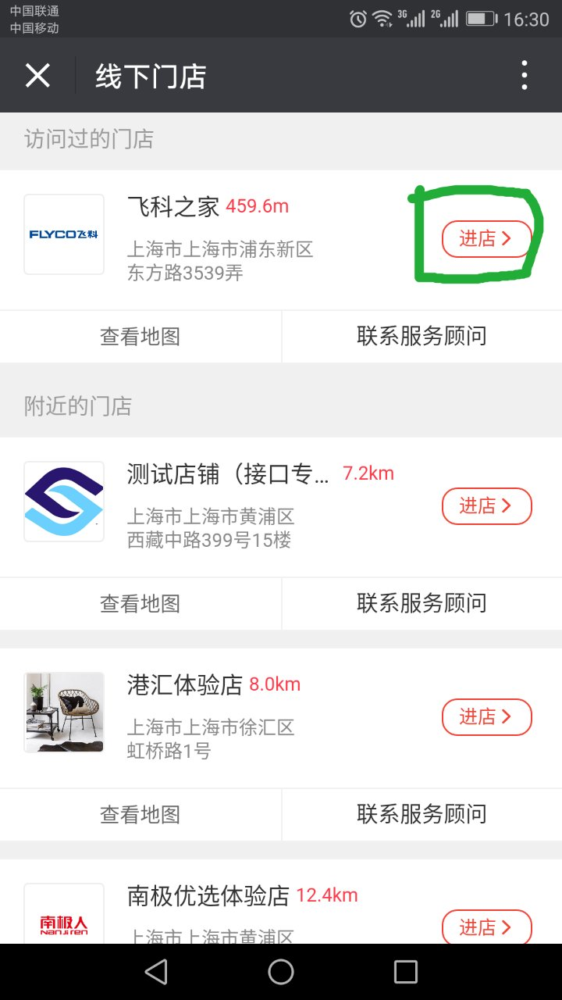 中国联通
中国移动
3G 2G 16:30
线下门店
访问过的门店
FLYCO飞科
飞科之家 459.6m
上海市上海市浦东新区
东方路3539弄
进店
查看地图 联系服务顾问
附近的门店
测试店铺（接口专... 7.2km
上海市上海市黄浦区
西藏中路399号15楼
进店
查看地图 联系服务顾问
港汇体验店 8.0km
上海市上海市徐汇区
虹桥路1号
进店
查看地图 联系服务顾问
南极人
NanJiren
南极优选体验店 12.4km
上海市上海市黄浦区
进店